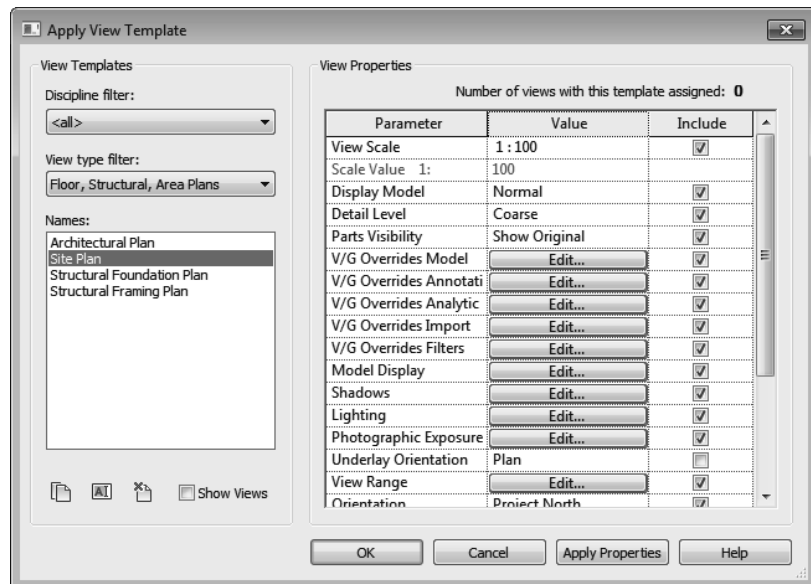 Apply View Template
View Templates
Discipline filter:
<all>
View type filter:
Floor, Structural, Area Plans
Names:
Architectural Plan
Site Plan
Structural Foundation Plan
Structural Framing Plan
Show Views
View Properties
Number of views with this template assigned: 0
Parameter Value Include
View Scale 1 : 100
Scale Value 1: 100
Display Model Normal
Detail Level Coarse
Parts Visibility Show Original
V/G Overrides Model Edit...
V/G Overrides Annotati Edit...
V/G Overrides Analytic Edit...
V/G Overrides Import Edit...
V/G Overrides Filters Edit...
Model Display Edit...
Shadows Edit...
Lighting Edit...
Photographic Exposure Edit...
Underlay Orientation Plan
View Range Edit...
Orientation Project North
OK Cancel Apply Properties Help